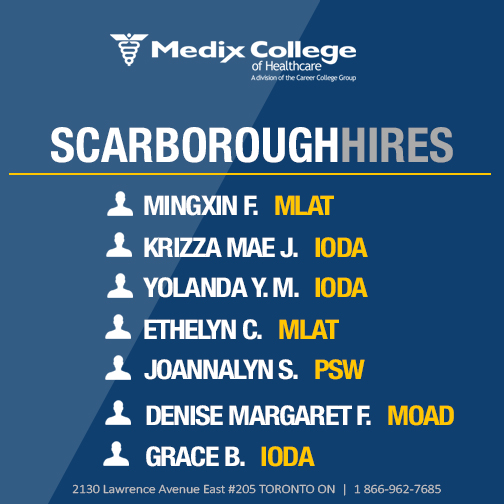 Medix College
of Healthcare
A division of the Career College Group
SCARBOROUGHHIRES
MINGXIN F. MLAT
KRIZZA MAE J. IODA
YOLANDA Y. M. IODA
ETHELYN C. MLAT
JOANNALYN S. PSW
DENISE MARGARET F. MOAD
GRACE B. IODA
2130 Lawrence Avenue East #205 TORONTO ON | 1 866-962-7685